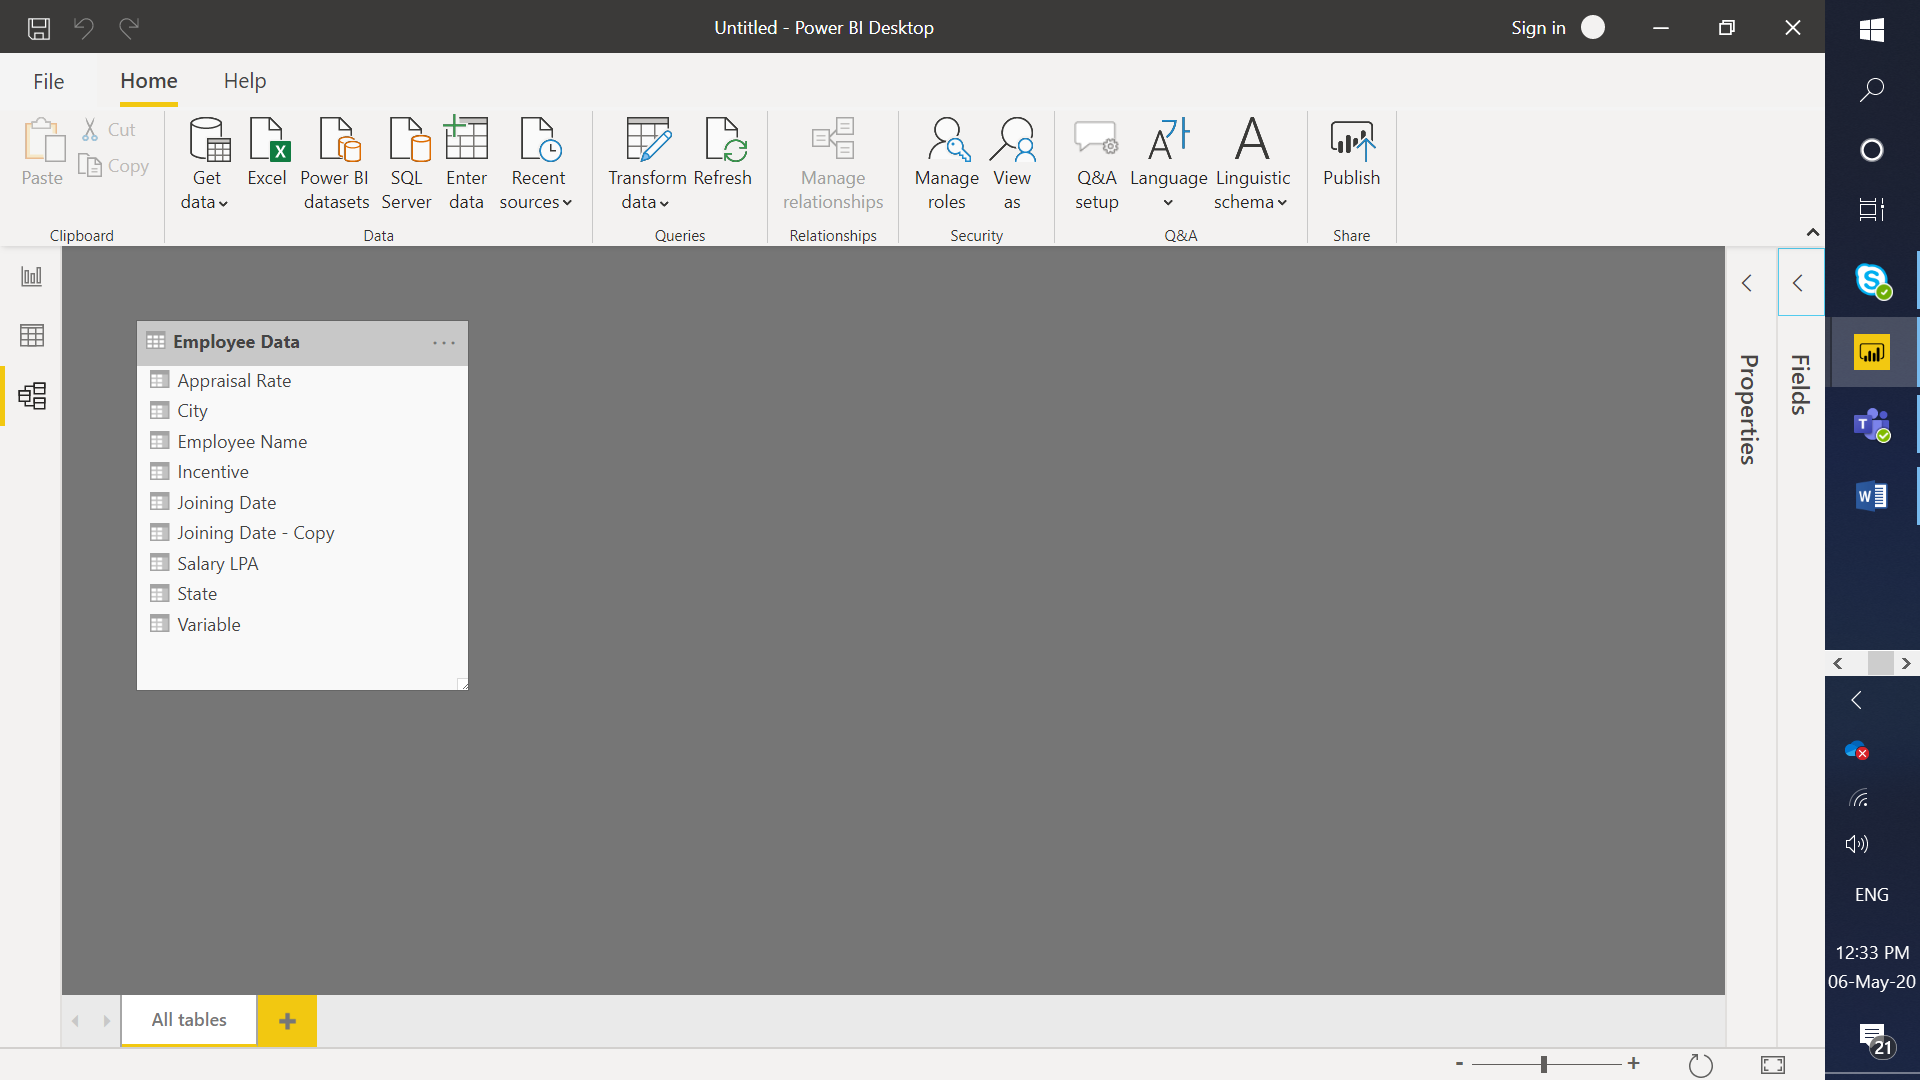 Untitled - Power BI Desktop
Sign in
File Home Help
Paste
Cut
Copy
Clipboard
Get data
Excel
Power BI datasets
SQL Server
Enter data
Recent sources
Data
Transform data
Refresh
Queries
Manage relationships
Relationships
Manage roles
View as
Security
Q&A setup
Language
Linguistic schema
Q&A
Publish
Share
Employee Data
Appraisal Rate
City
Employee Name
Incentive
Joining Date
Joining Date - Copy
Salary LPA
State
Variable
Properties
Fields
All tables
ENG
12:33 PM
06-May-20
21